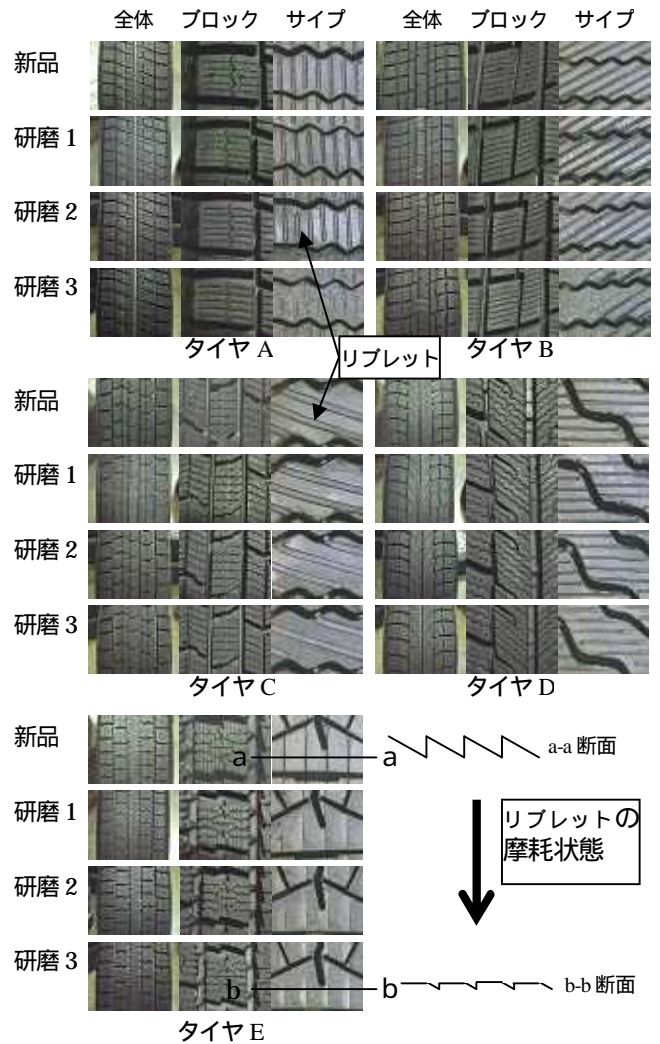 全体 ブロック サイプ 全体 ブロック サイプ
新品
研磨 1
研磨 2
研磨 3
タイヤ A
リブレット
タイヤ B
新品
研磨 1
研磨 2
研磨 3
タイヤ C
タイヤ D
新品
a
a
a-a 断面
研磨 1
リブレットの
摩耗状態
研磨 2
研磨 3
b
b
b-b 断面
タイヤ E